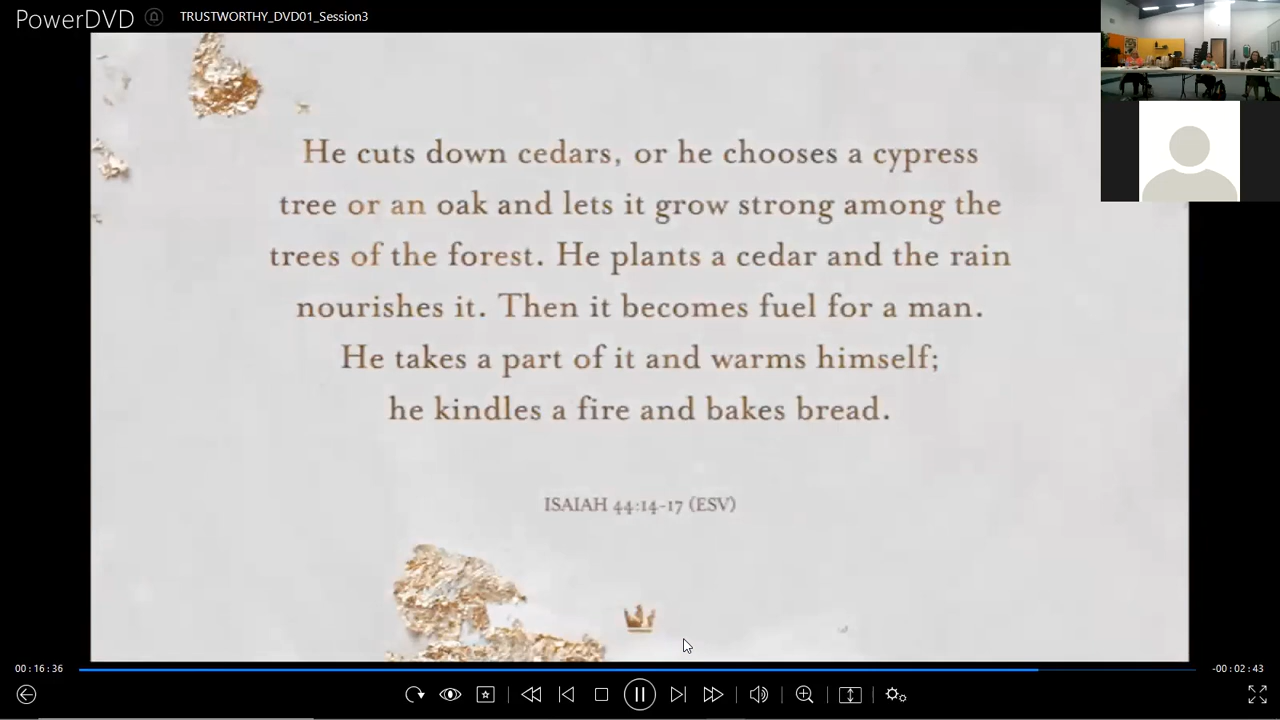 PowerDVD
TRUSTWORTHY_DVD01_Session3
He cuts down cedars, or he chooses a cypress
tree or an oak and lets it grow strong among the
trees of the forest. He plants a cedar and the rain
nourishes it. Then it becomes fuel for a man.
He takes a part of it and warms himself;
he kindles a fire and bakes bread.
ISAIAH 44:14-17 (ESV)
00:16:36
-00:02:43